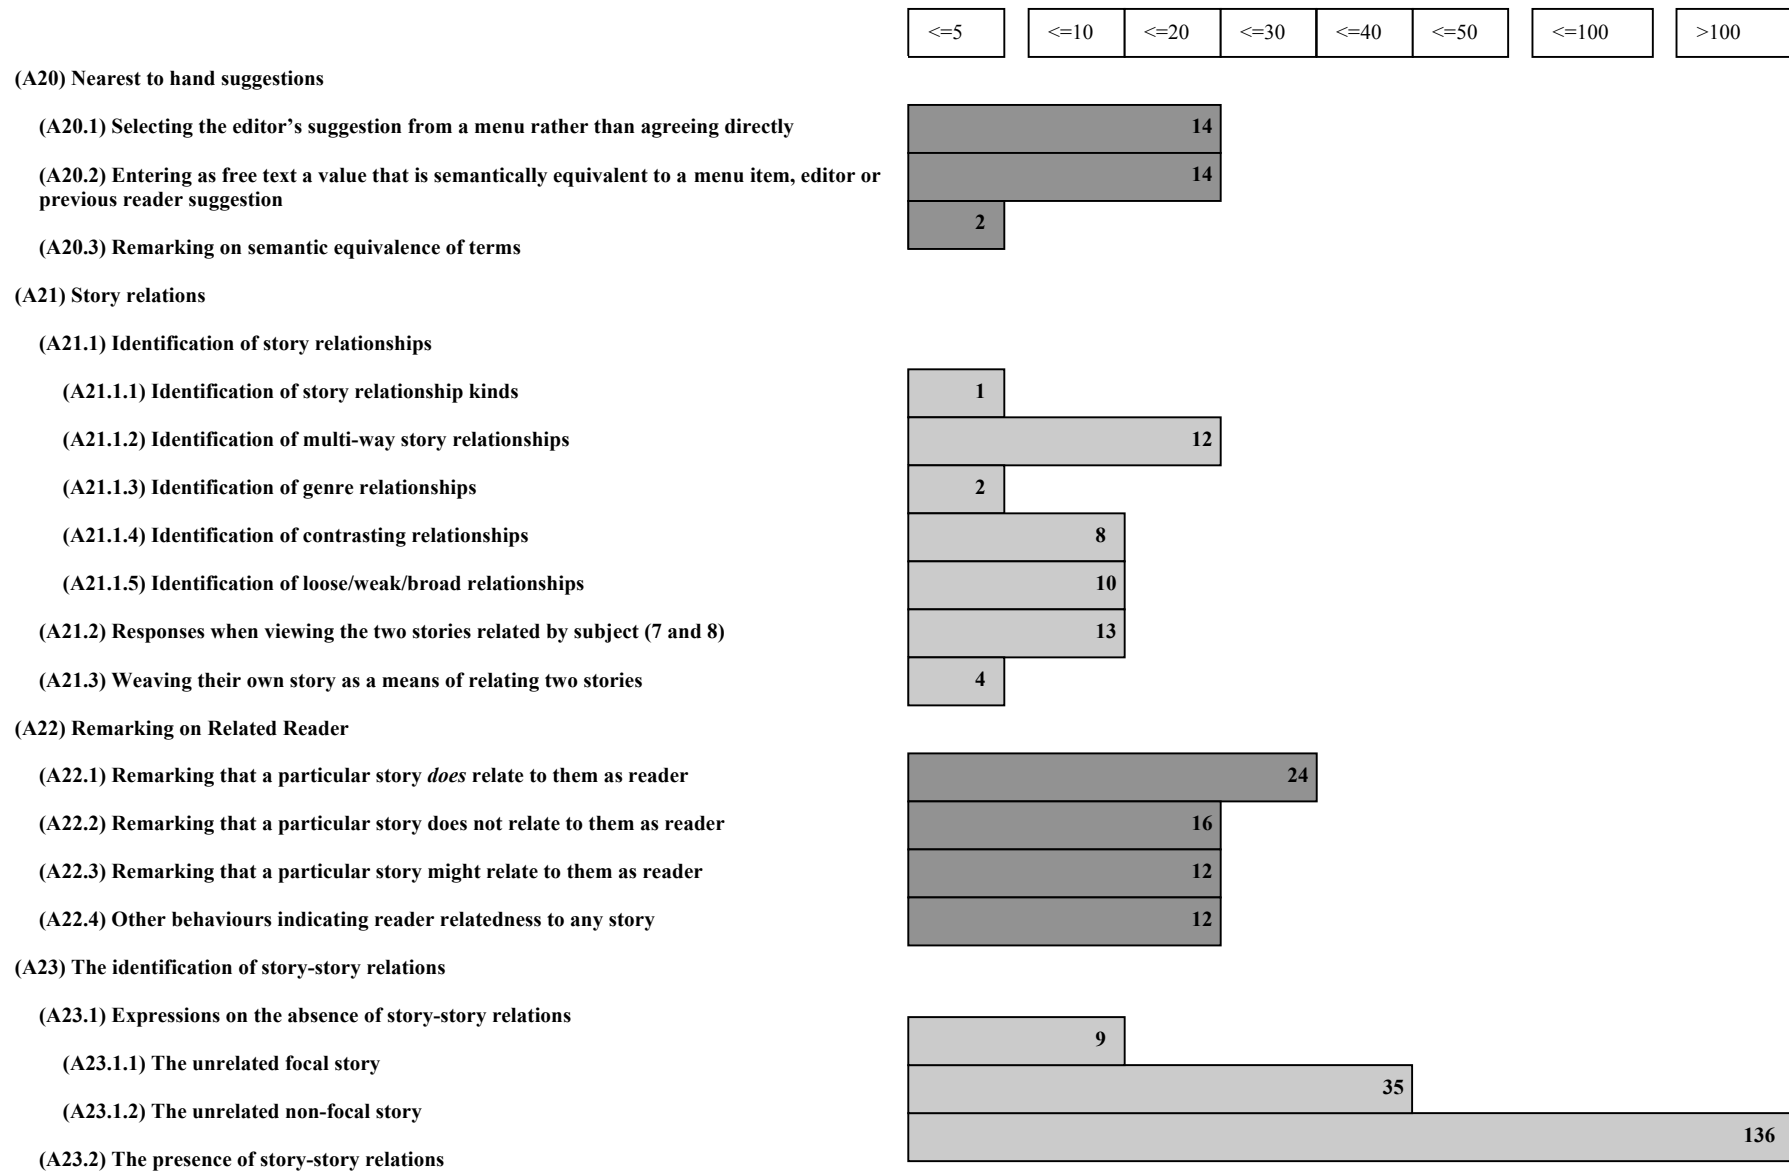 <=5 <=10 <=20 <=30 <=40 <=50 <=100 >100
(A20) Nearest to hand suggestions
(A20.1) Selecting the editor’s suggestion from a menu rather than agreeing directly 14
(A20.2) Entering as free text a value that is semantically equivalent to a menu item, editor or 14
previous reader suggestion
2
(A20.3) Remarking on semantic equivalence of terms
(A21) Story relations
(A21.1) Identification of story relationships
(A21.1.1) Identification of story relationship kinds 1
(A21.1.2) Identification of multi-way story relationships 12
(A21.1.3) Identification of genre relationships 2
(A21.1.4) Identification of contrasting relationships 8
(A21.1.5) Identification of loose/weak/broad relationships 10
(A21.2) Responses when viewing the two stories related by subject (7 and 8) 13
(A21.3) Weaving their own story as a means of relating two stories 4
(A22) Remarking on Related Reader
(A22.1) Remarking that a particular story does relate to them as reader 24
(A22.2) Remarking that a particular story does not relate to them as reader 16
(A22.3) Remarking that a particular story might relate to them as reader 12
(A22.4) Other behaviours indicating reader relatedness to any story 12
(A23) The identification of story-story relations
(A23.1) Expressions on the absence of story-story relations
9
(A23.1.1) The unrelated focal story
35
(A23.1.2) The unrelated non-focal story
136
(A23.2) The presence of story-story relations